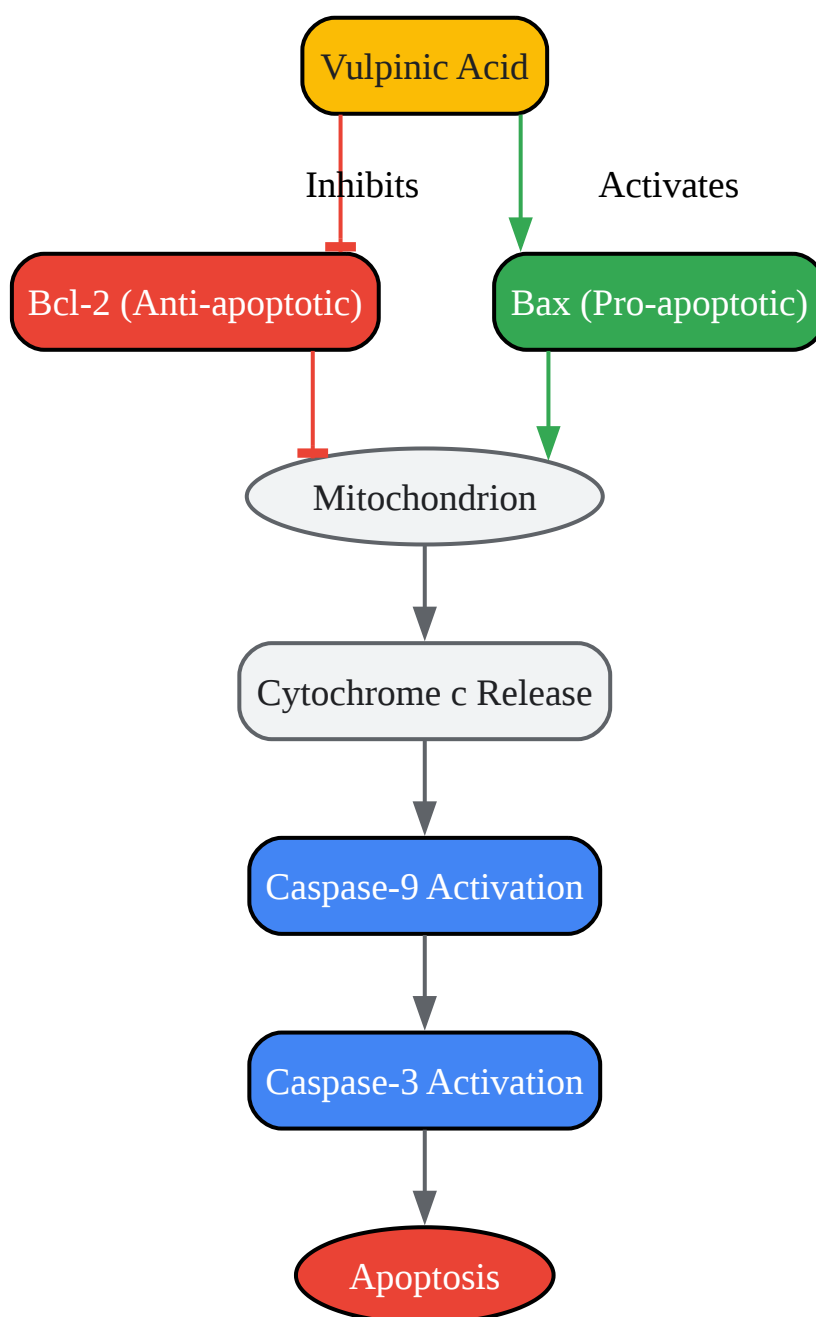 Vulpinic Acid
Inhibits
Activates
Bcl-2 (Anti-apoptotic)
Bax (Pro-apoptotic)
Mitochondrion
Cytochrome c Release
Caspase-9 Activation
Caspase-3 Activation
Apoptosis